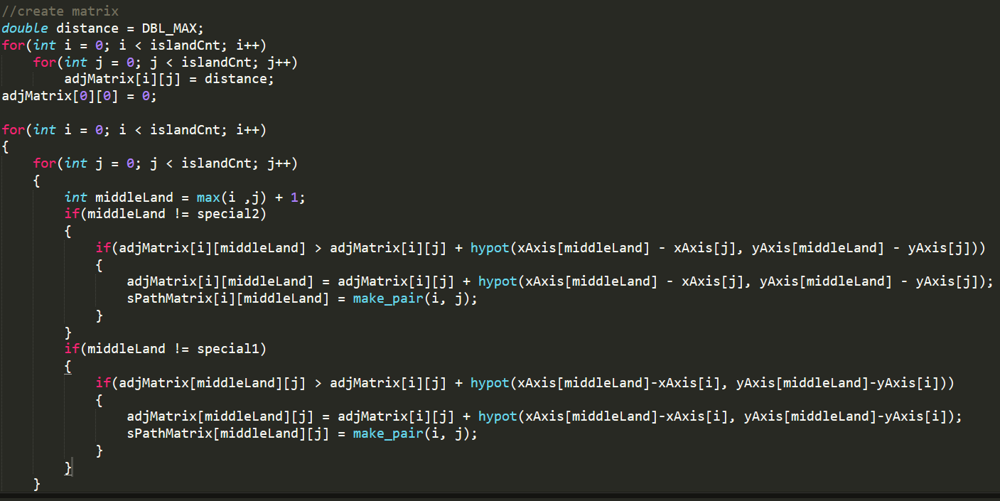 //create matrix
double distance = DBL_MAX;
for(int i = 0; i < islandCnt; i++)
    for(int j = 0; j < islandCnt; j++)
        adjMatrix[i][j] = distance;
adjMatrix[0][0] = 0;

for(int i = 0; i < islandCnt; i++)
{
    for(int j = 0; j < islandCnt; j++)
    {
        int middleLand = max(i ,j) + 1;
        if(middleLand != special2)
        {
            if(adjMatrix[i][middleLand] > adjMatrix[i][j] + hypot(xAxis[middleLand] - xAxis[j], yAxis[middleLand] - yAxis[j]))
            {
                adjMatrix[i][middleLand] = adjMatrix[i][j] + hypot(xAxis[middleLand] - xAxis[j], yAxis[middleLand] - yAxis[j]);
                sPathMatrix[i][middleLand] = make_pair(i, j);
            }
        }
        if(middleLand != special1)
        {
            if(adjMatrix[middleLand][j] > adjMatrix[i][j] + hypot(xAxis[middleLand]-xAxis[i], yAxis[middleLand]-yAxis[i]))
            {
                adjMatrix[middleLand][j] = adjMatrix[i][j] + hypot(xAxis[middleLand]-xAxis[i], yAxis[middleLand]-yAxis[i]);
                sPathMatrix[middleLand][j] = make_pair(i, j);
            }
        }
    }